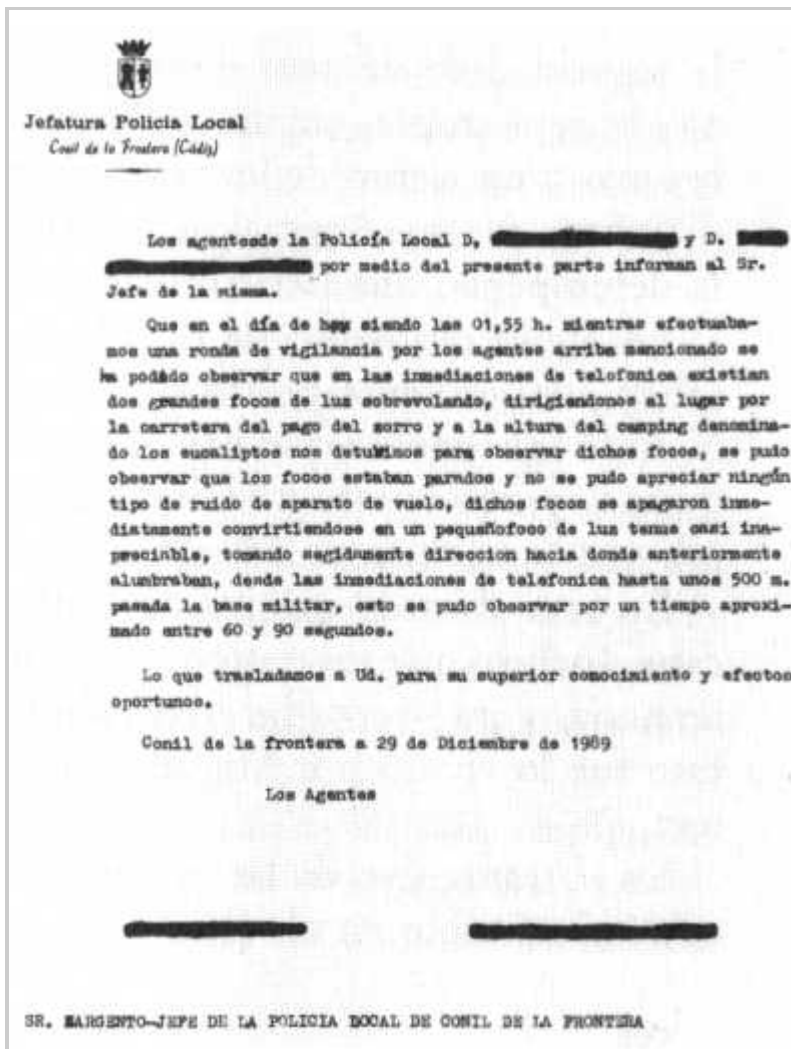 Jefatura Policia Local
Conil de la Frontera (Cádiz)
Los agentesde la Policía Local D, y D.
por medio del presente parte informan al Sr.
Jefe de la misma.
Que en el día de hoy siendo las 01,55 h. mientras efectuaba-
mos una ronda de vigilancia por los agentes arriba mencionado se
ha podido observar que en las inmediaciones de telefonica existian
dos grandes focos de luz sobrevolando, dirigiendonos al lugar por
la carretera del pago del zorro y a la altura del camping denomina-
do los eucaliptos nos detubimos para observar dichos focos, se pudo
observar que los focos estaban parados y no se pudo apreciar ningún
tipo de ruido de aparato de vuelo, dichos focos se apagaron inme-
diatamente convirtiendose en un pequeñofoco de luz tenue casi ina-
preciable, tomando segidamente direccion hacia donde anteriormente
alumbraban, desde las inmediaciones de telefonica hasta unos 500 m.
pasada la base militar, esto se pudo observar por un tiempo aproxi-
mado entre 60 y 90 segundos.
Lo que trasladamos a Ud. para su superior conocimiento y efectos
oportunos.
Conil de la frontera a 29 de Diciembre de 1989
Los Agentes
SR. SARGENTO-JEFE DE LA POLICIA LOCAL DE CONIL DE LA FRONTERA